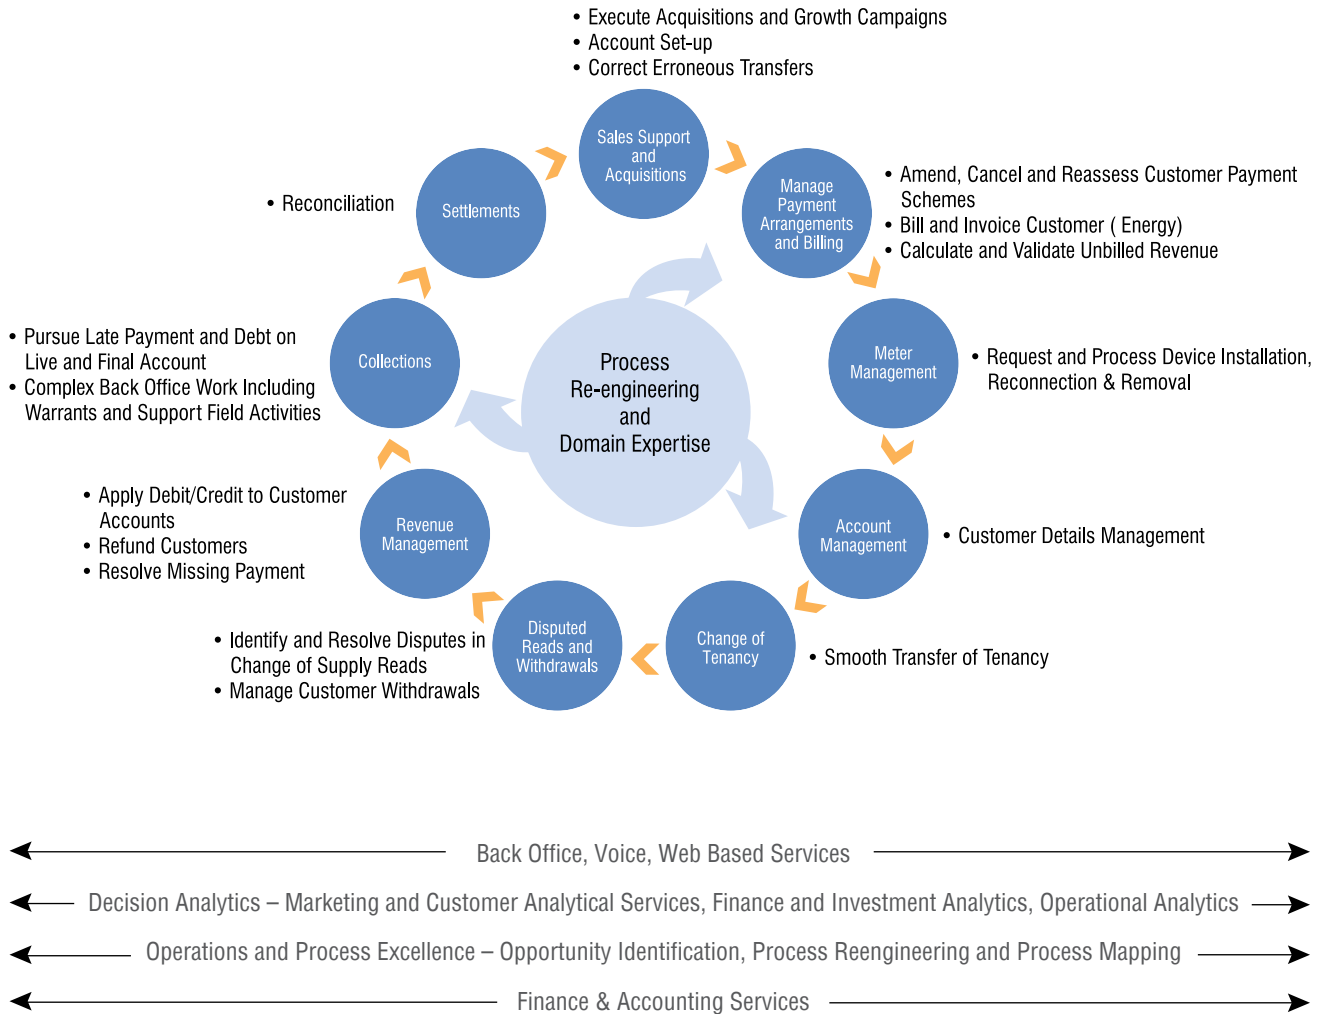 • Execute Acquisitions and Growth Campaigns
• Account Set-up
• Correct Erroneous Transfers
Sales Support
and
Acquisitions
Manage
Payment
Arrangements
and Billing
• Amend, Cancel and Reassess Customer Payment
Schemes
• Bill and Invoice Customer ( Energy)
• Calculate and Validate Unbilled Revenue
• Reconciliation
Settlements
• Pursue Late Payment and Debt on
Live and Final Account
• Complex Back Office Work Including
Warrants and Support Field Activities
Collections
Process
Re-engineering
and
Domain Expertise
Meter
Management
• Request and Process Device Installation,
Reconnection & Removal
• Apply Debit/Credit to Customer
Accounts
• Refund Customers
• Resolve Missing Payment
Revenue
Management
Account
Management
• Customer Details Management
• Identify and Resolve Disputes in
Change of Supply Reads
• Manage Customer Withdrawals
Disputed
Reads and
Withdrawals
Change of
Tenancy
• Smooth Transfer of Tenancy
Back Office, Voice, Web Based Services
Decision Analytics – Marketing and Customer Analytical Services, Finance and Investment Analytics, Operational Analytics
Operations and Process Excellence – Opportunity Identification, Process Reengineering and Process Mapping
Finance & Accounting Services